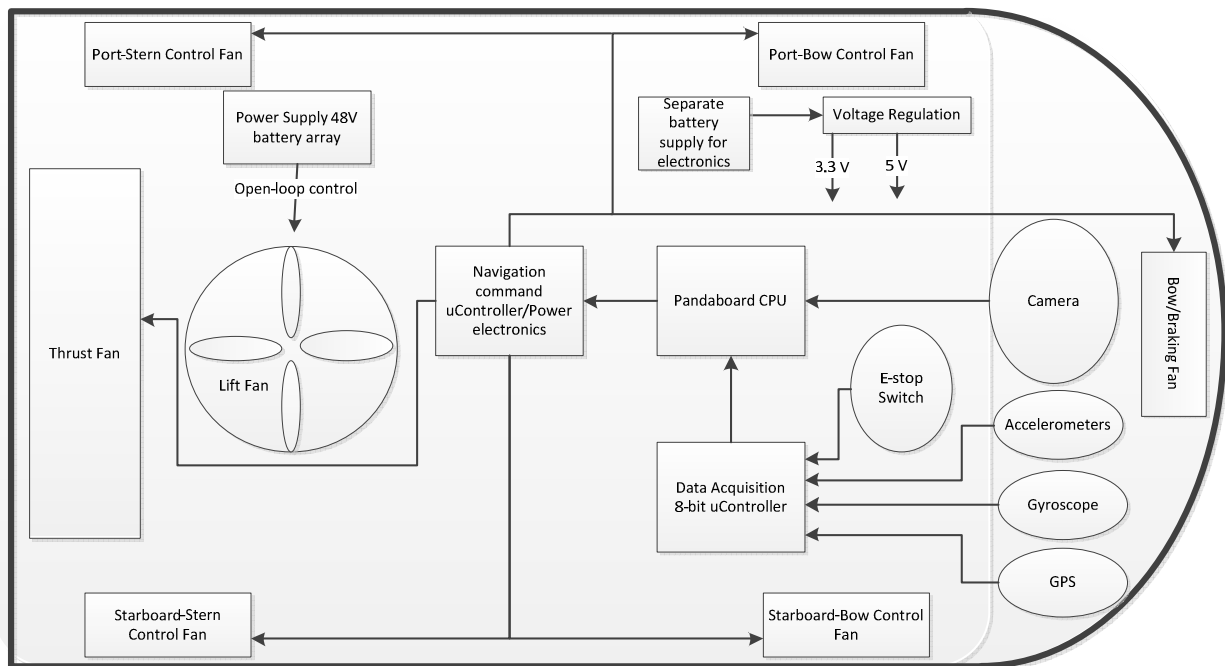 Port-Stern Control Fan
Port-Bow Control Fan
Power Supply 48V
battery array
Separate
battery
supply for
electronics
Voltage Regulation
3.3 V
5 V
Open-loop control
Thrust Fan
Lift Fan
Navigation
command
uController/Power
electronics
Pandaboard CPU
Camera
Bow/Braking Fan
E-stop
Switch
Accelerometers
Data Acquisition
8-bit uController
Gyroscope
GPS
Starboard-Stern
Control Fan
Starboard-Bow Control
Fan